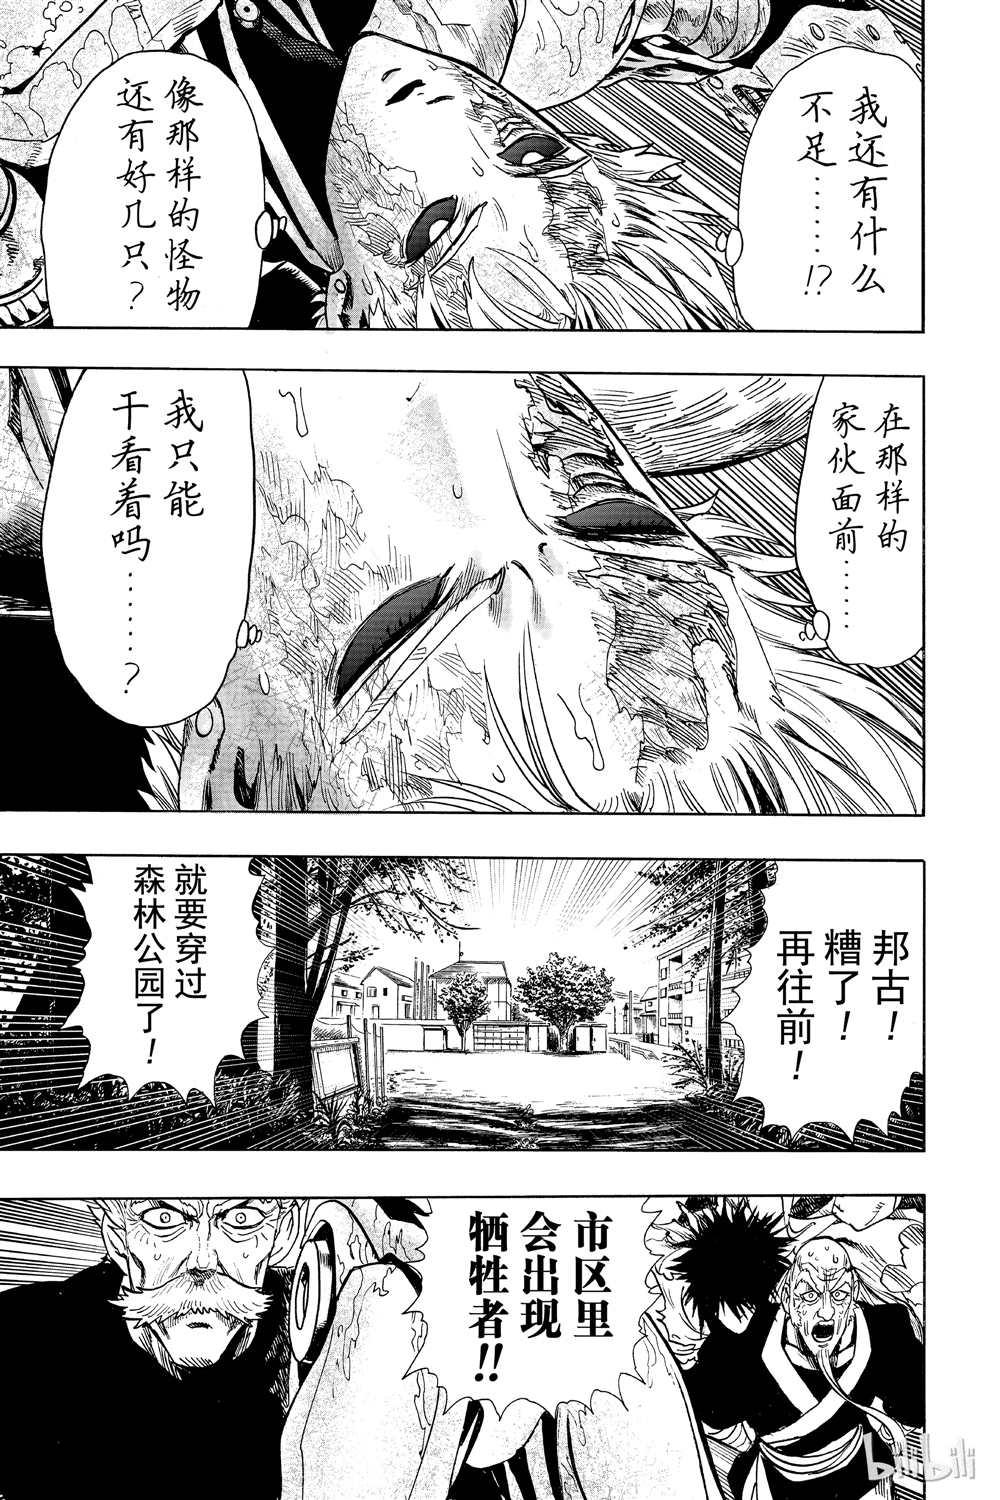 我还有什么
不足………!?
像那样的怪物
还有好几只？
在那样的
家伙面前……
我只能
干看着吗……？
邦古！
糟了！
再往前！
就要穿过
森林公园了！
市区里
会出现
牺牲者!!
bilibili